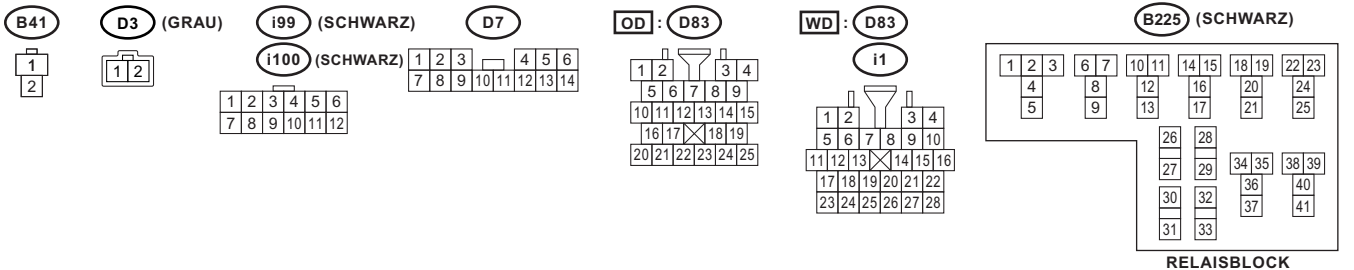 B41
1
2
D3 (GRAU)
1 2
i99 (SCHWARZ)
i100 (SCHWARZ)
1 2 3 4 5 6
7 8 9 10 11 12
D7
1 2 3 4 5 6
7 8 9 10 11 12 13 14
OD : D83
1 2 3 4
5 6 7 8 9
10 11 12 13 14 15
16 17 18 19
20 21 22 23 24 25
WD : D83
i1
1 2 3 4
5 6 7 8 9 10
11 12 13 14 15 16
17 18 19 20 21 22
23 24 25 26 27 28
B225 (SCHWARZ)
1 2 3 6 7 10 11 14 15 18 19 22 23
4 8 12 16 20 24
5 9 13 17 21 25
26 28
27 29
34 35 38 39
36 40
37 41
30 32
31 33
RELAISBLOCK